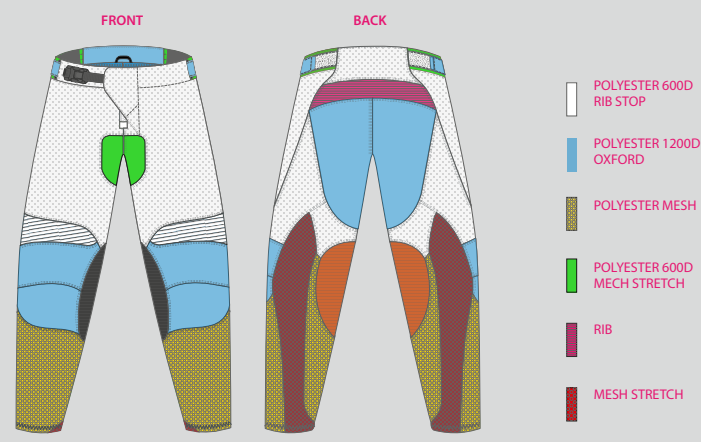 FRONT
BACK
POLYESTER 600D
RIB STOP
POLYESTER 1200D
OXFORD
POLYESTER MESH
POLYESTER 600D
MECH STRETCH
RIB
MESH STRETCH